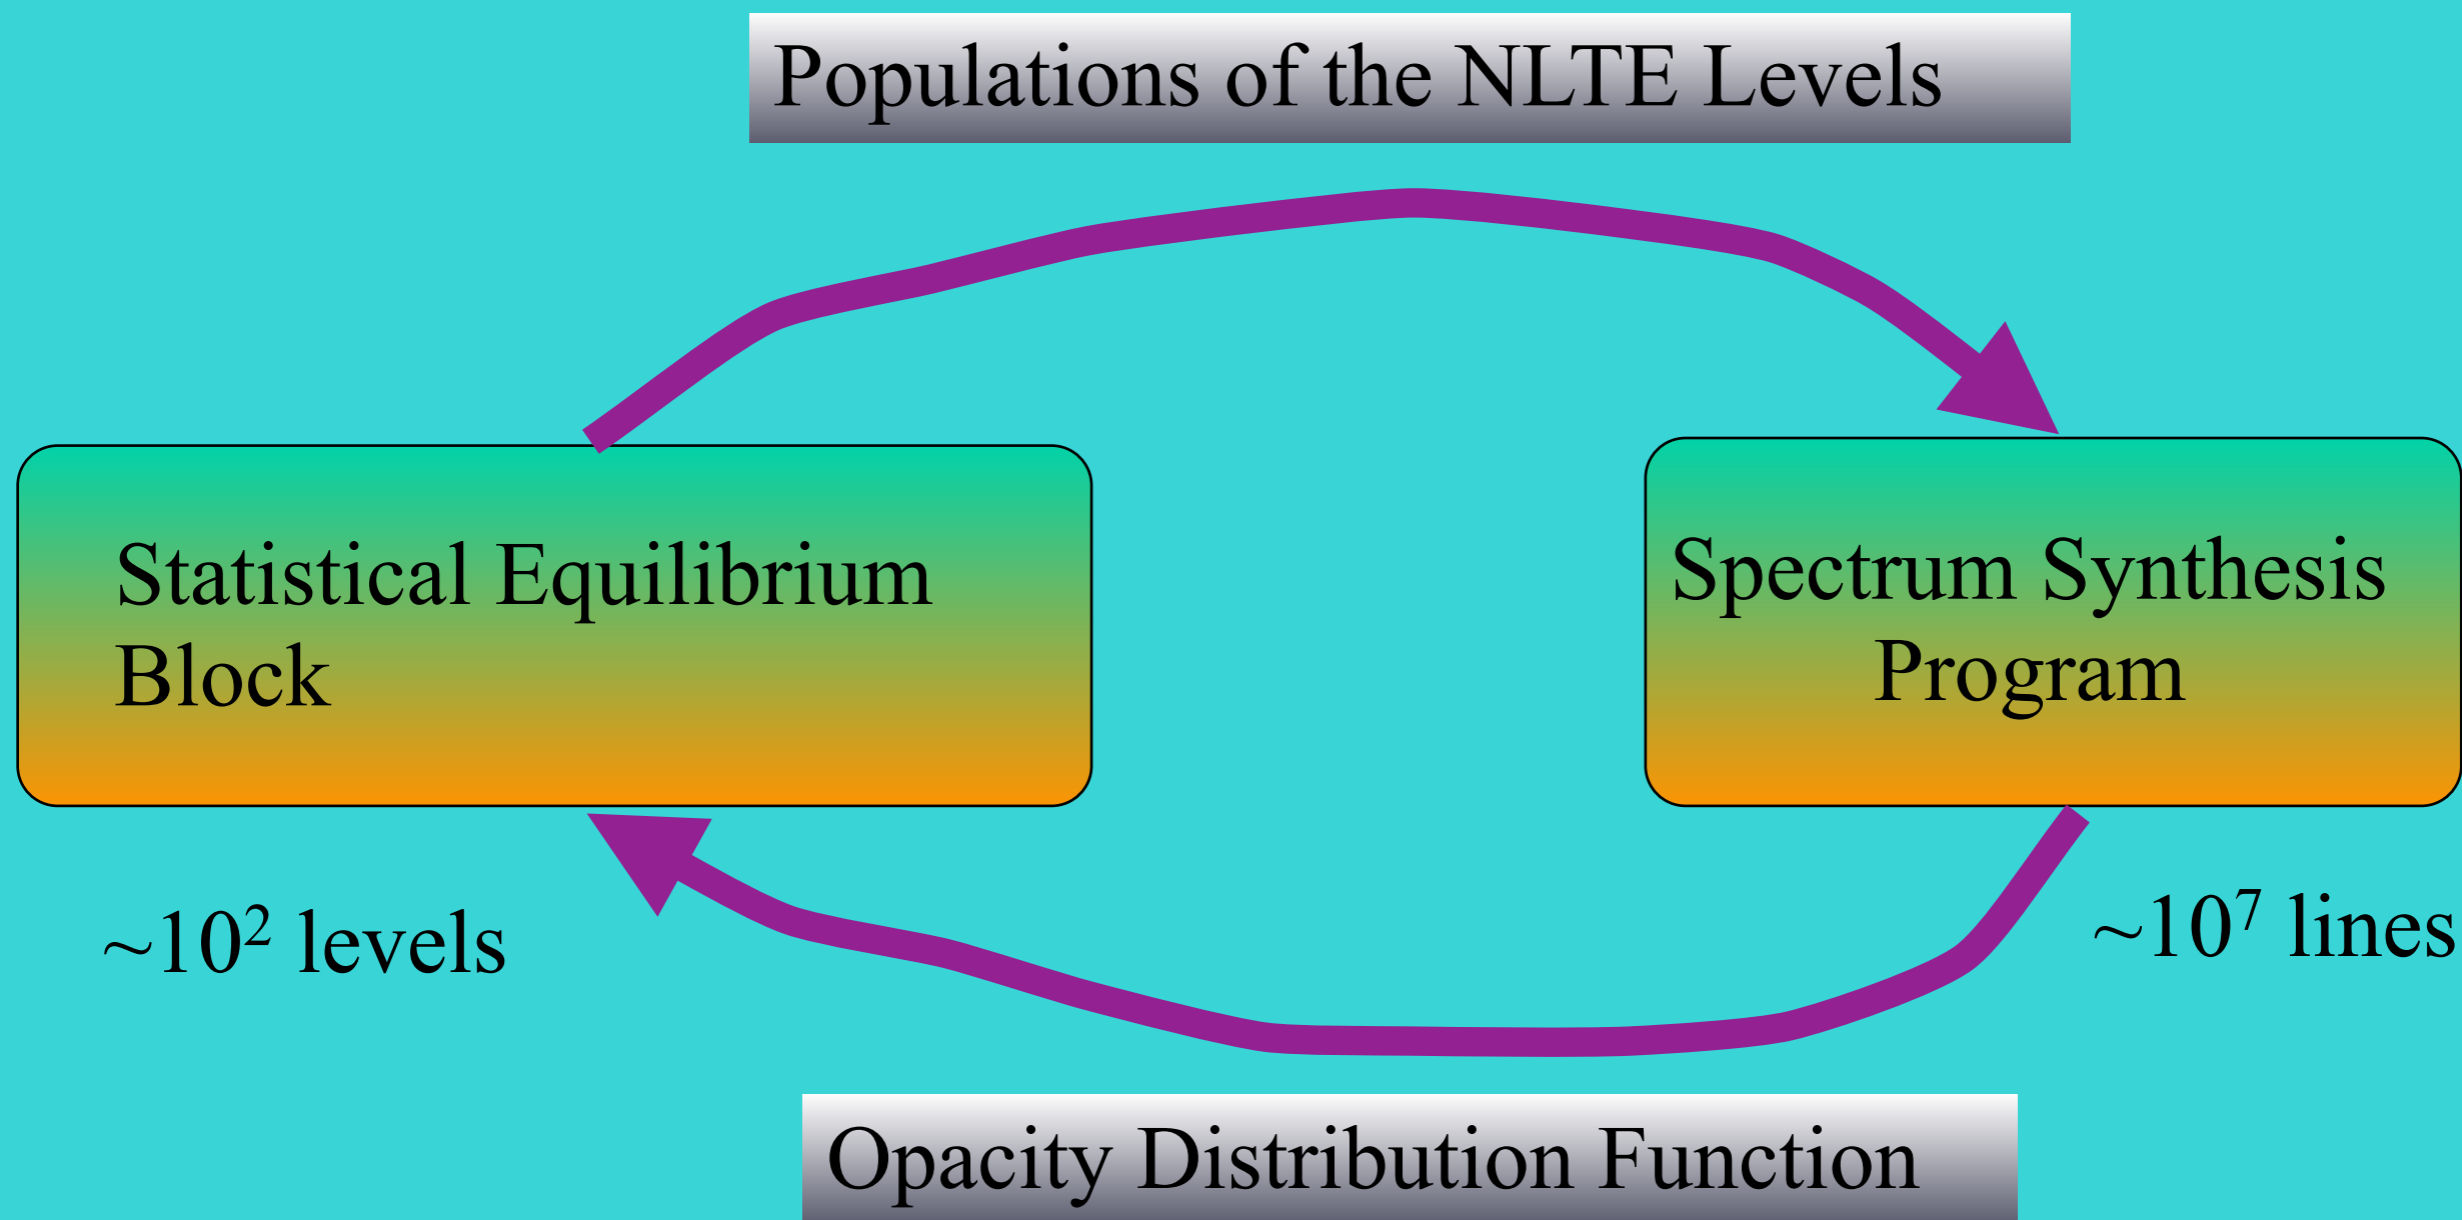 Populations of the NLTE Levels
Statistical Equilibrium
Block
Spectrum Synthesis
Program
~10² levels
~10⁷ lines
Opacity Distribution Function